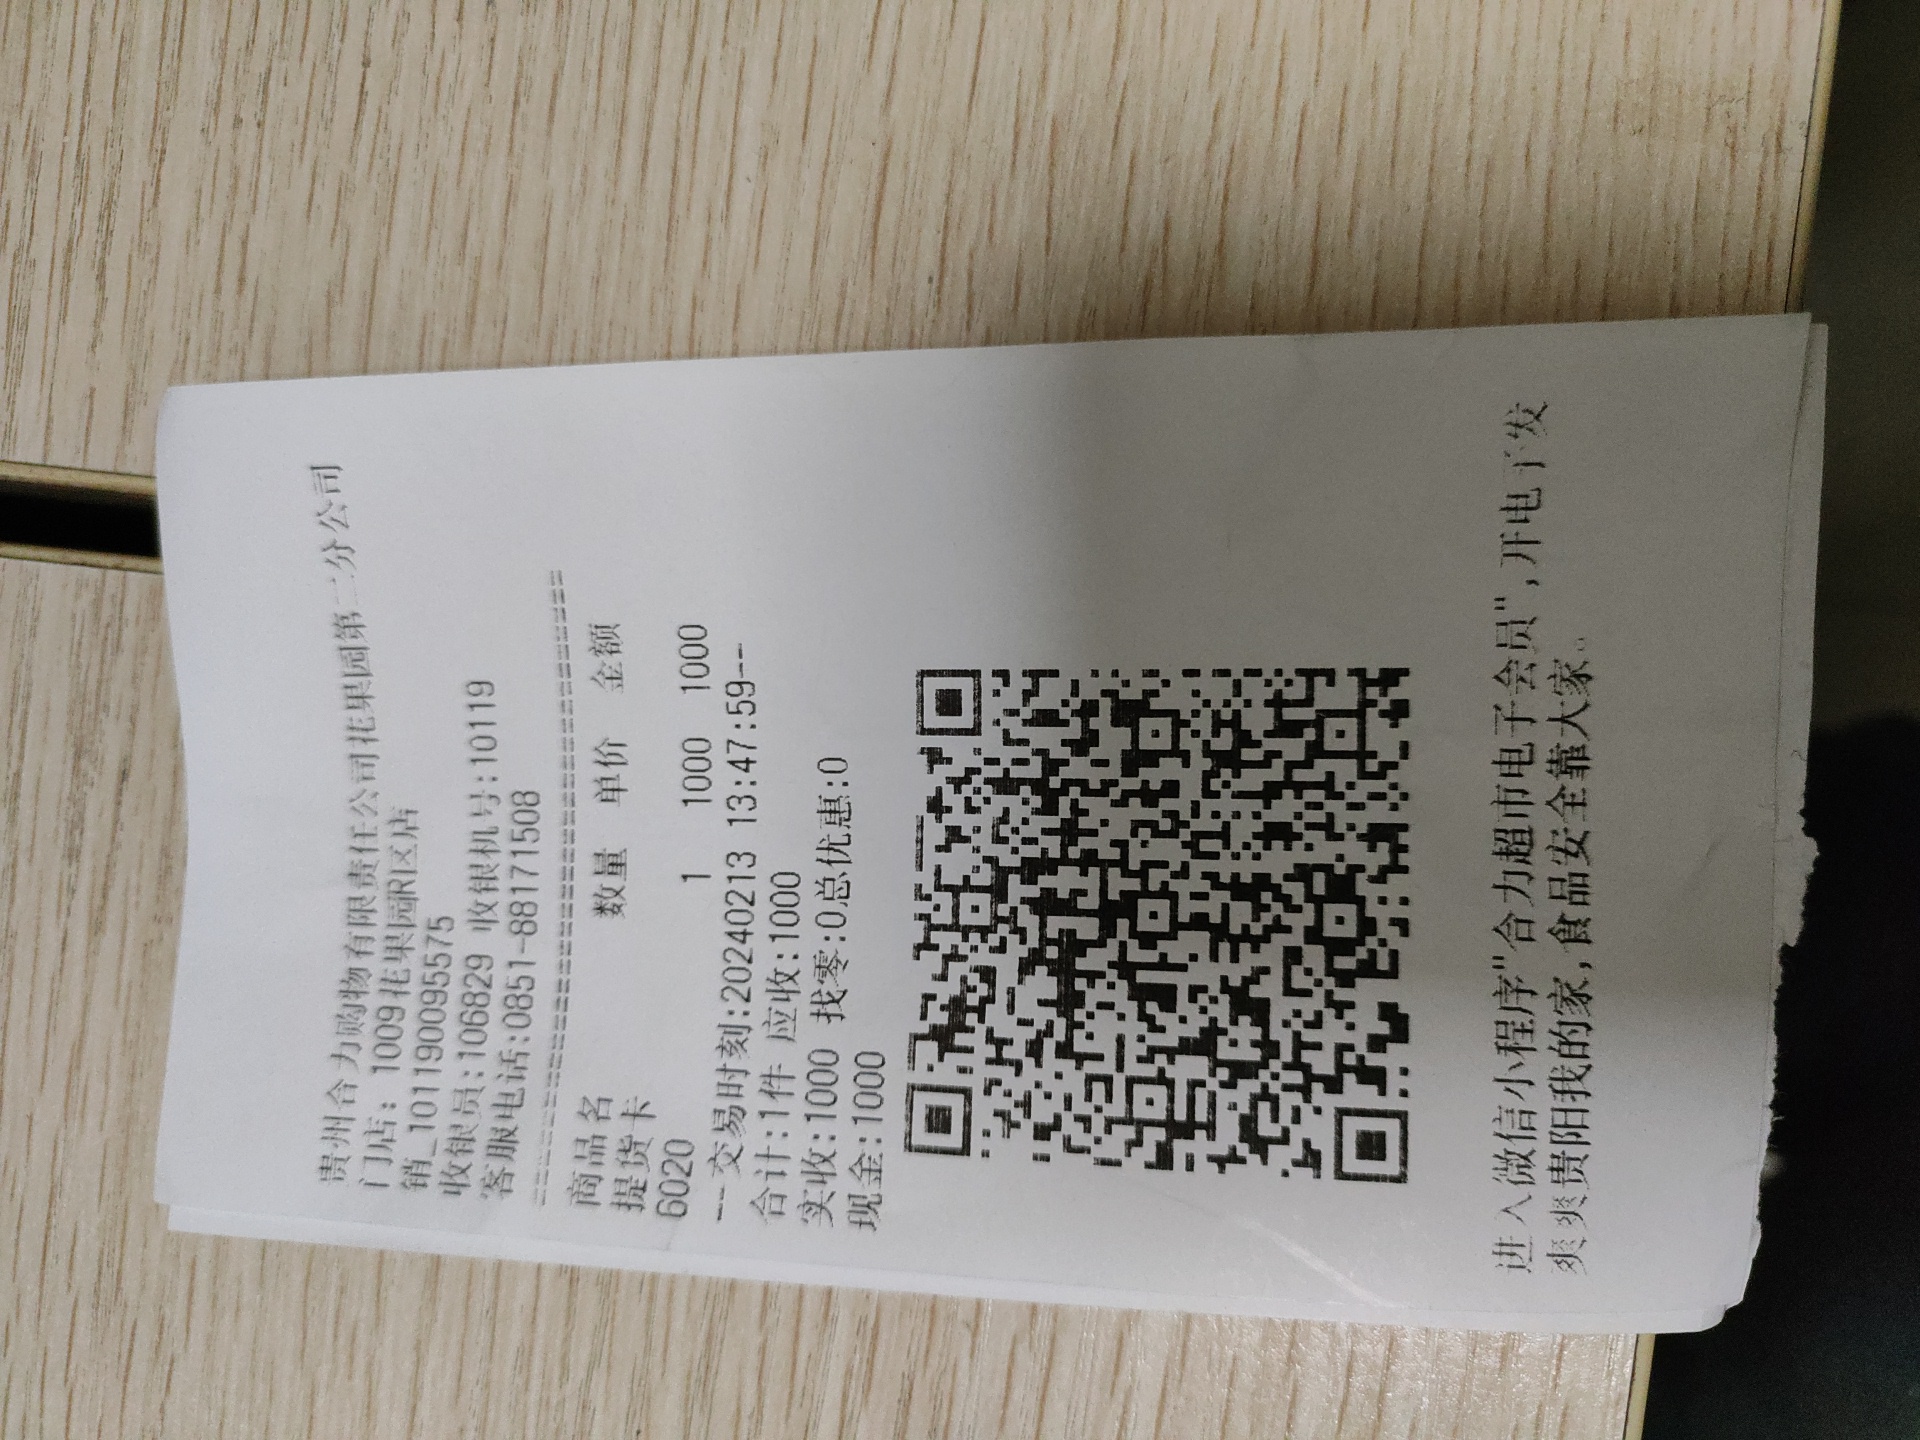 贵州合力购物有限责任公司花果园第二分公司
门店: 1009花果园R区店
销_101190095575
收银员:106829 收银机号:10119
客服电话:0851-88171508
========================================
商品名 数量 单价 金额
提货卡
6020 1 1000 1000
--交易时刻:20240213 13:47:59--
合计:1件 应收:1000
实收:1000 找零:0总优惠:0
现金:1000
进入微信小程序"合力超市电子会员",开电子发
爽爽贵阳我的家,食品安全靠大家。